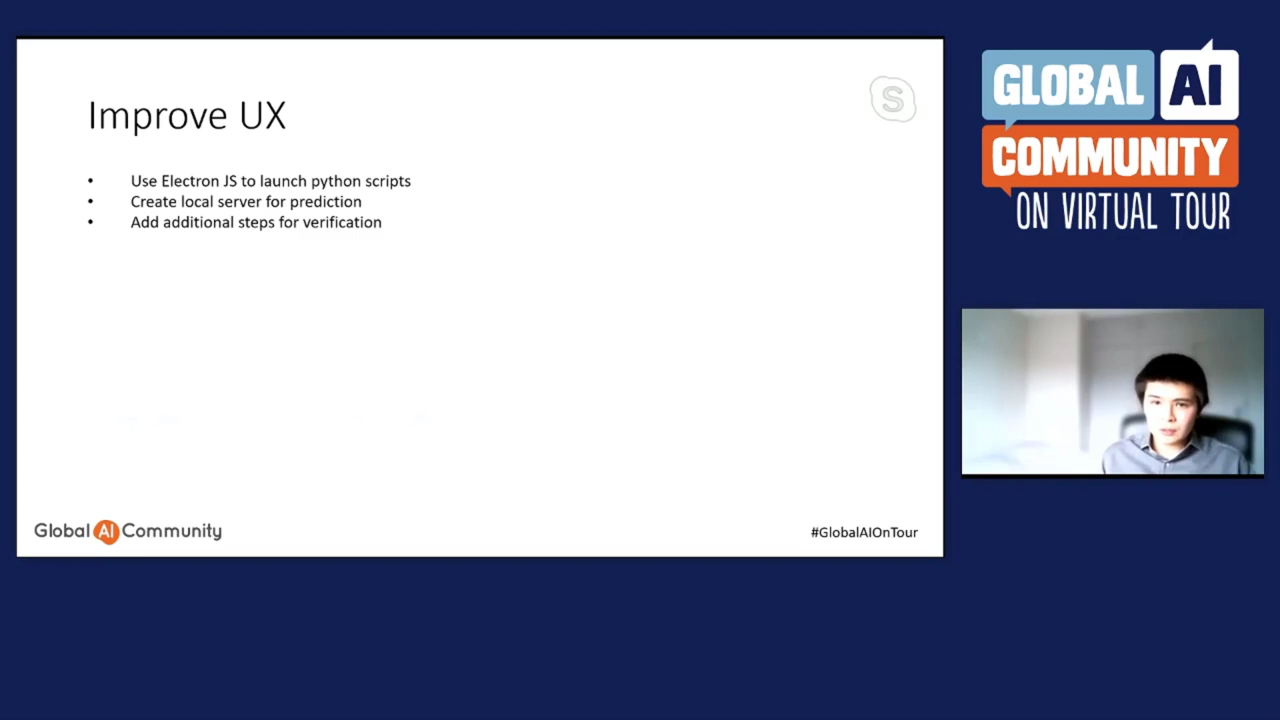 Improve UX
• Use Electron JS to launch python scripts
• Create local server for prediction
• Add additional steps for verification
S
Global AI Community
#GlobalAIOnTour
GLOBAL AI
COMMUNITY
ON VIRTUAL TOUR